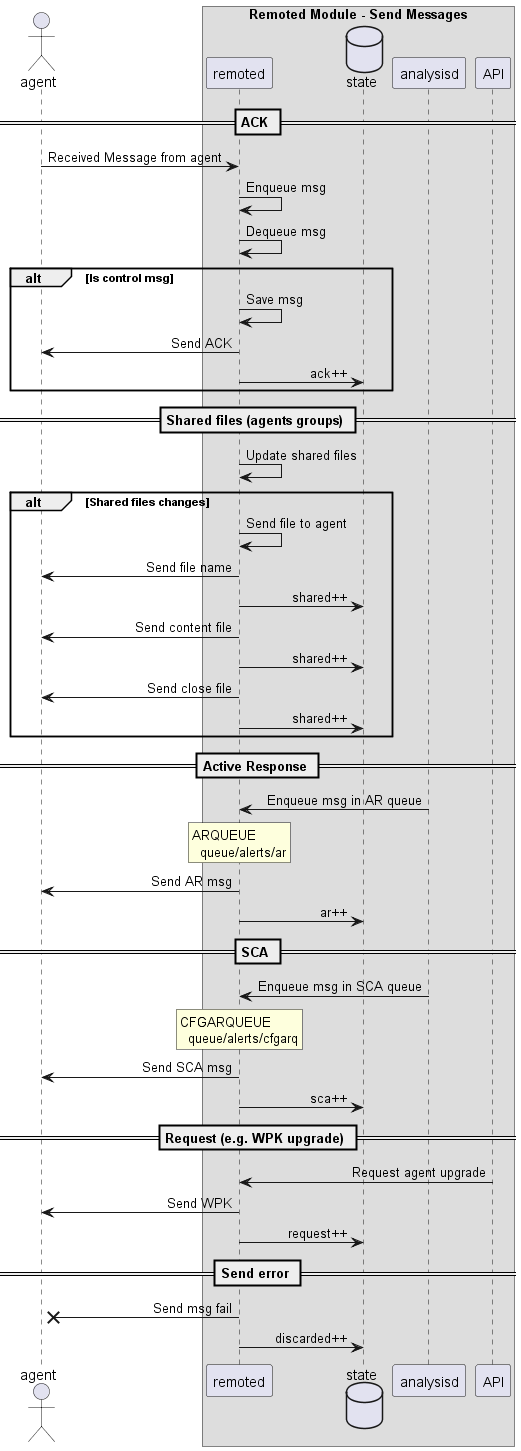 Remoted Module - Send Messages
agent
remoted
state
analysisd
API
ACK
Received Message from agent
Enqueue msg
Dequeue msg
alt [Is control msg]
Save msg
Send ACK
ack++
Shared files (agents groups)
Update shared files
alt [Shared files changes]
Send file to agent
Send file name
shared++
Send content file
shared++
Send close file
shared++
Active Response
Enqueue msg in AR queue
ARQUEUE
queue/alerts/ar
Send AR msg
ar++
SCA
Enqueue msg in SCA queue
CFGARQUEUE
queue/alerts/cfgarq
Send SCA msg
sca++
Request (e.g. WPK upgrade)
Request agent upgrade
Send WPK
request++
Send error
Send msg fail
discarded++
agent
remoted
state
analysisd
API